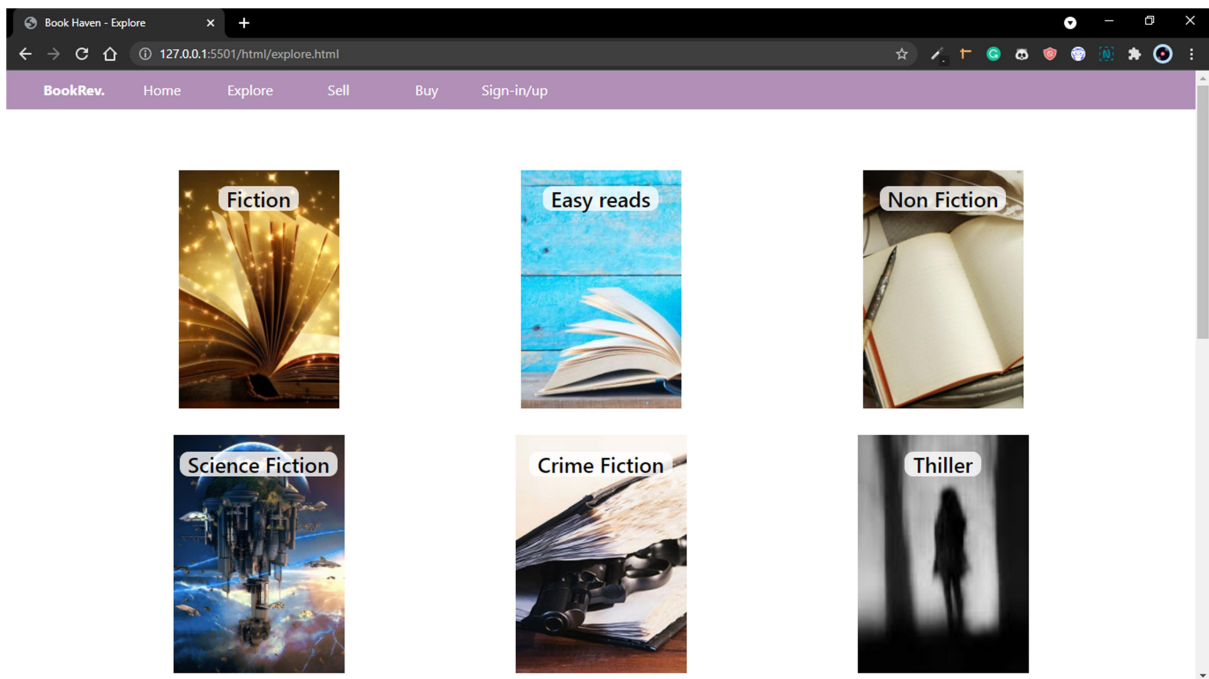 Book Haven - Explore
127.0.0.1:5501/html/explore.html
BookRev. Home Explore Sell Buy Sign-in/up
Fiction Easy reads Non Fiction
Science Fiction Crime Fiction Thiller